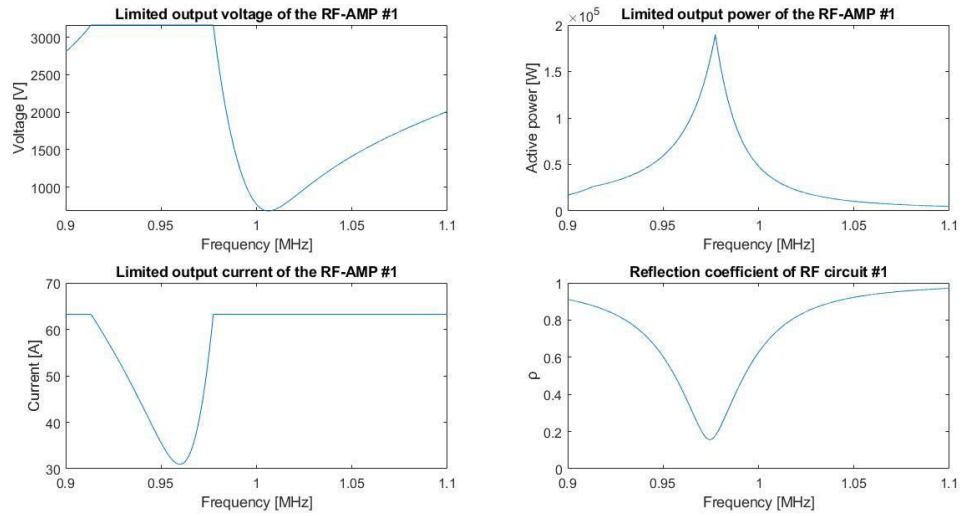 Limited output voltage of the RF-AMP #1
3000
2500
2000
1500
1000
Voltage [V]
0.9 0.95 1 1.05 1.1
Frequency [MHz]
Limited output power of the RF-AMP #1
×10⁵
2
1.5
1
0.5
0
Active power [W]
0.9 0.95 1 1.05 1.1
Frequency [MHz]
Limited output current of the RF-AMP #1
70
60
50
40
30
Current [A]
0.9 0.95 1 1.05 1.1
Frequency [MHz]
Reflection coefficient of RF circuit #1
1
0.8
0.6
0.4
0.2
0
ρ
0.9 0.95 1 1.05 1.1
Frequency [MHz]